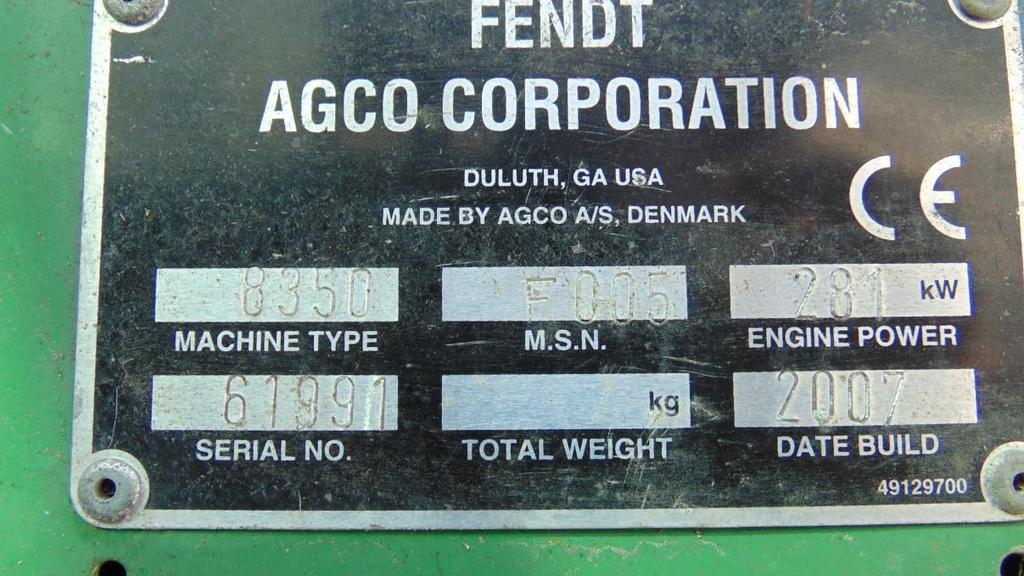 FENDT
AGCO CORPORATION
DULUTH, GA USA
MADE BY AGCO A/S, DENMARK
CE
8350 F005 281 kW
MACHINE TYPE M.S.N. ENGINE POWER
61991 kg 2007
SERIAL NO. TOTAL WEIGHT DATE BUILD
49129700